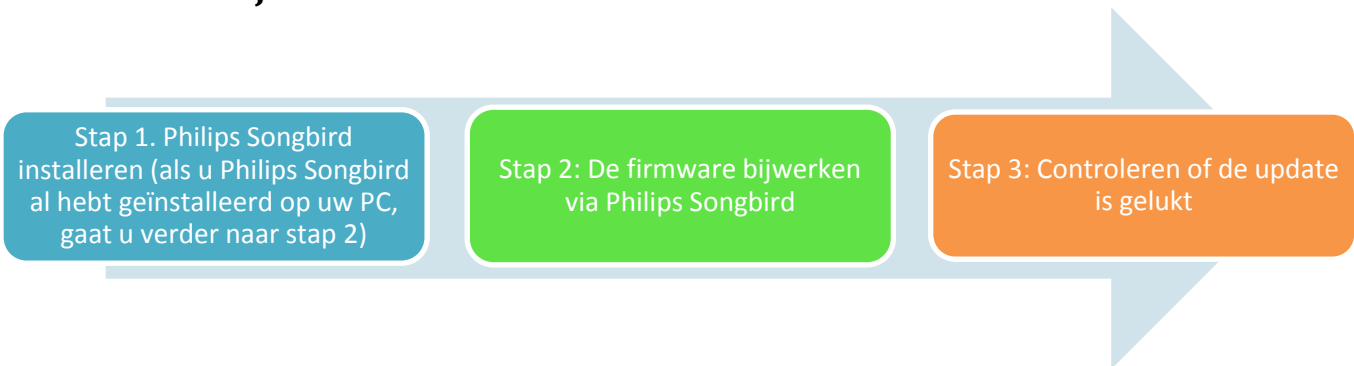 Stap 1. Philips Songbird
installeren (als u Philips Songbird
al hebt geïnstalleerd op uw PC,
gaat u verder naar stap 2)
Stap 2: De firmware bijwerken
via Philips Songbird
Stap 3: Controleren of de update
is gelukt